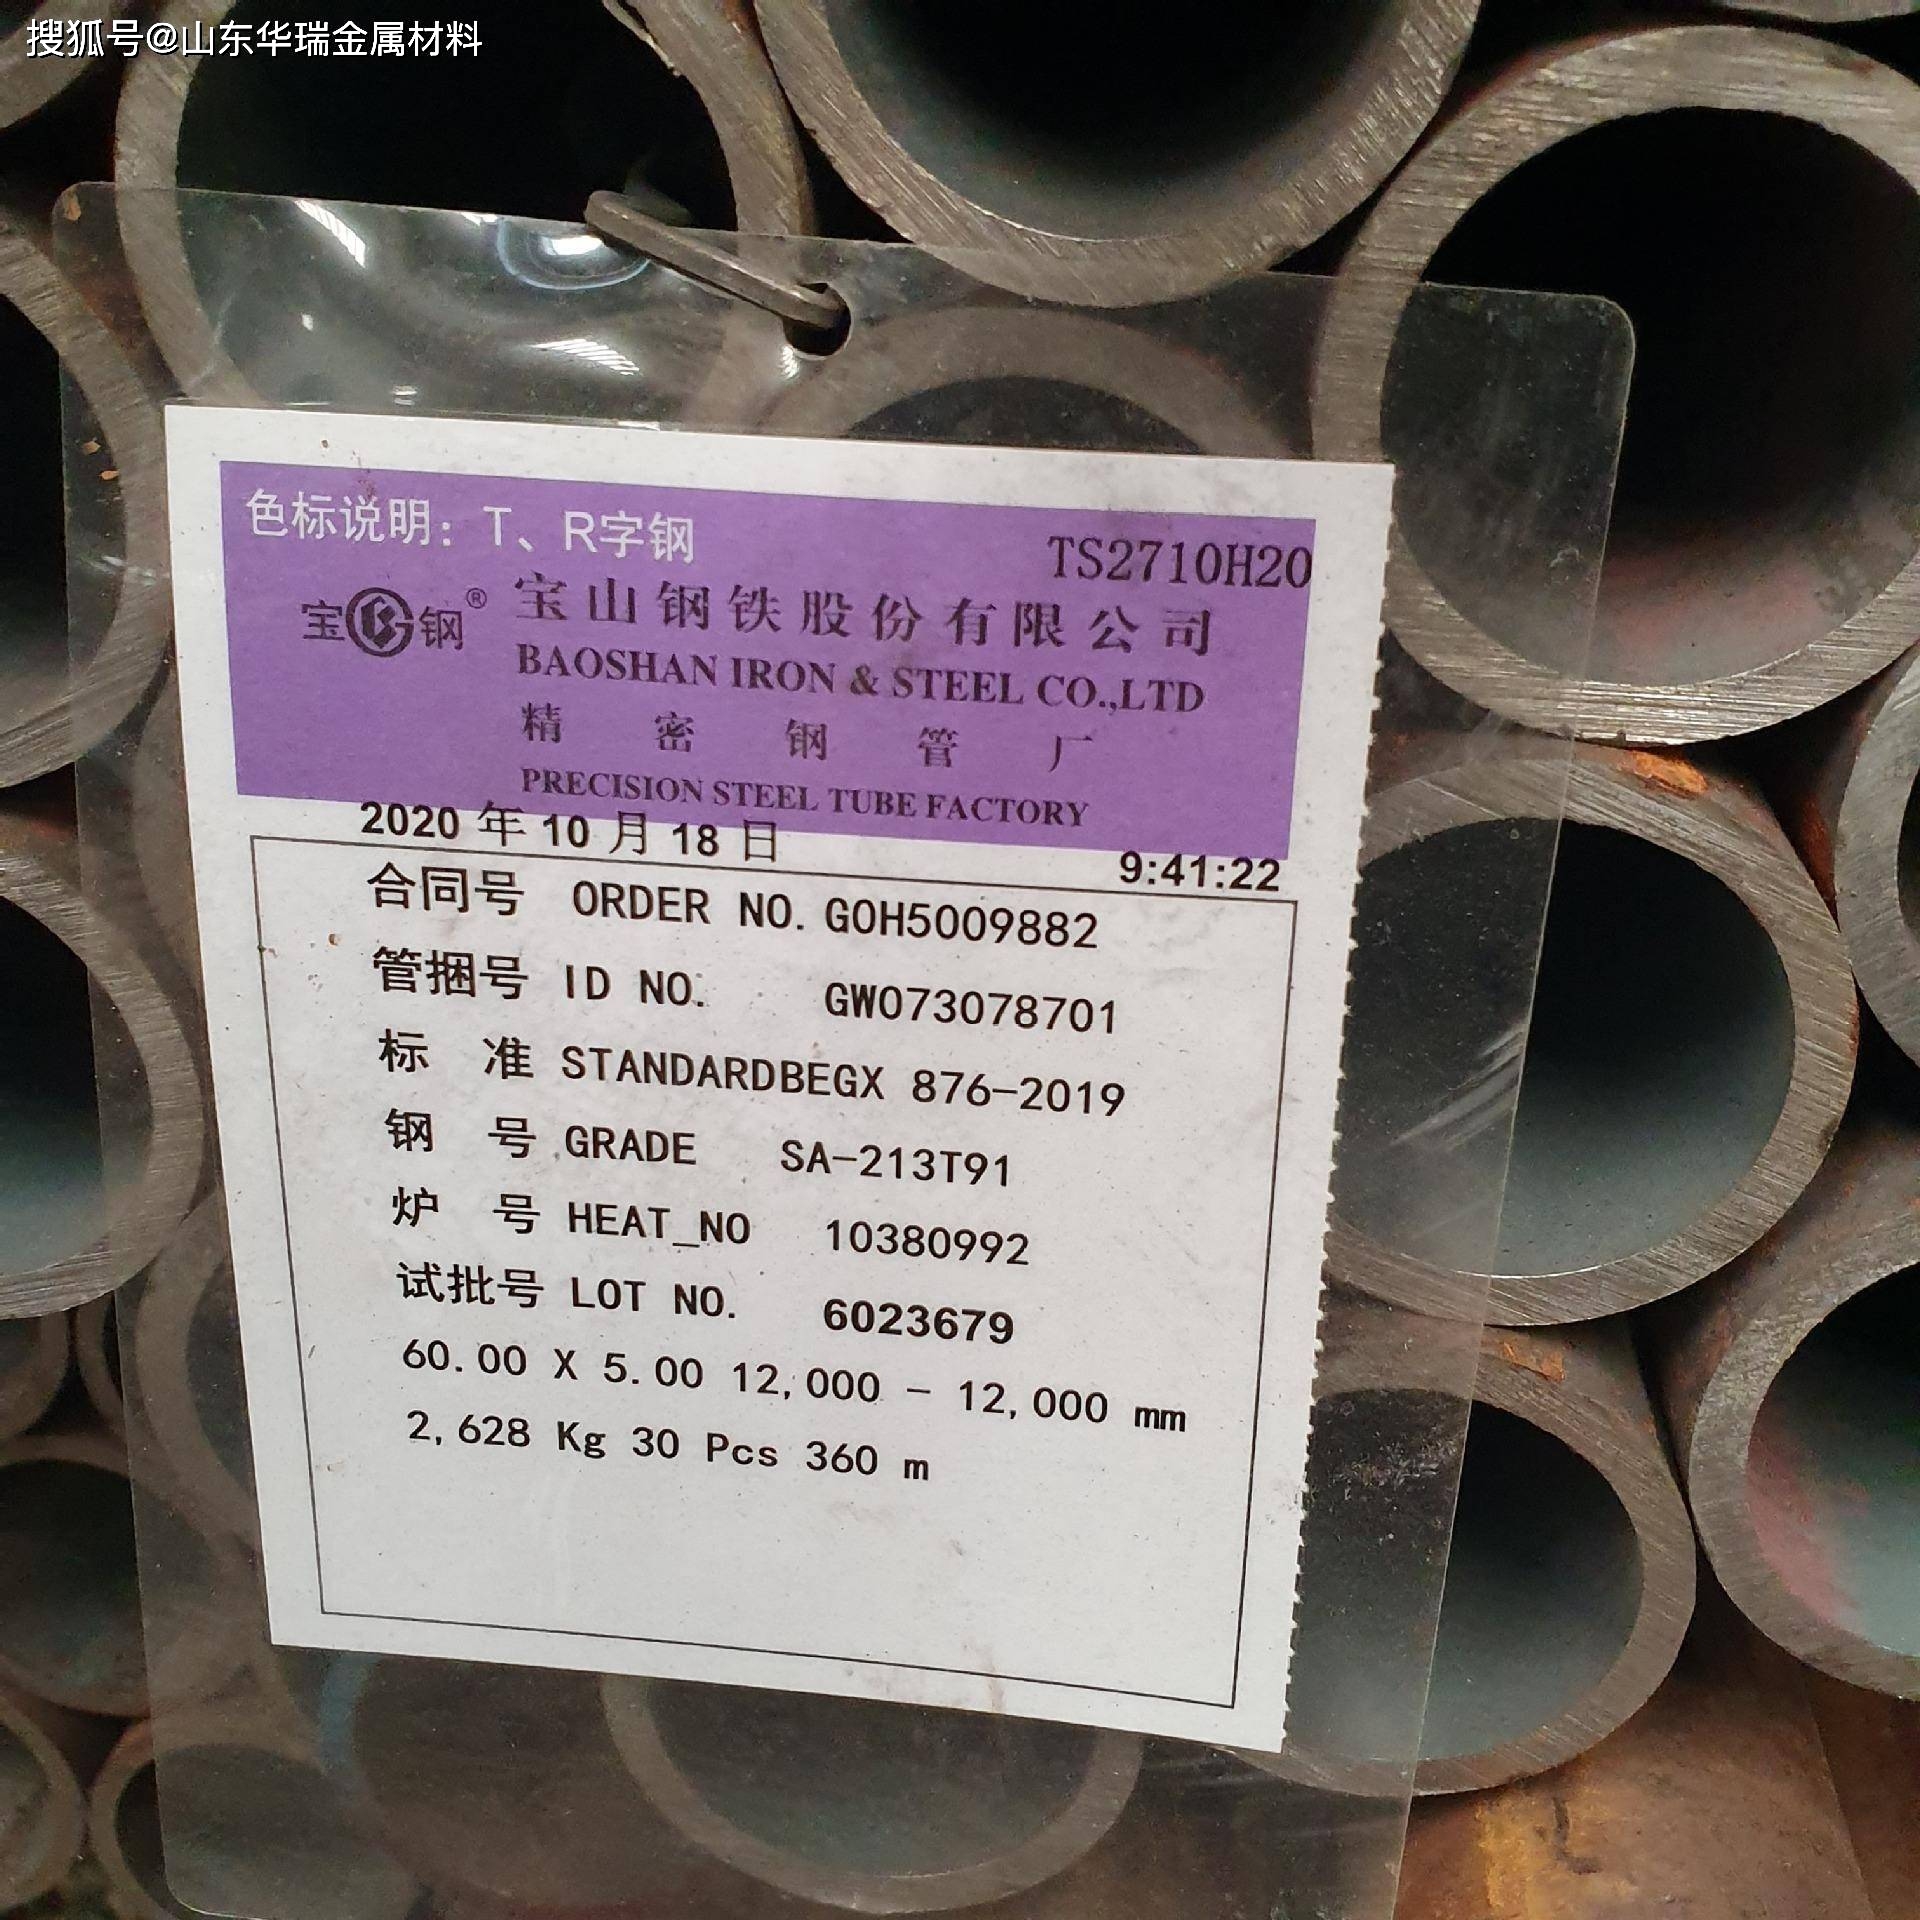 搜狐号@山东华瑞金属材料
色标说明：T、R字钢
TS2710H20
宝钢® 宝山钢铁股份有限公司
BAOSHAN IRON & STEEL CO.,LTD
精密钢管厂
PRECISION STEEL TUBE FACTORY
2020 年 10 月 18 日 9:41:22
合同号 ORDER NO. G0H5009882
管捆号 ID NO. GW073078701
标 准 STANDARDBEGX 876-2019
钢 号 GRADE SA-213T91
炉 号 HEAT_NO 10380992
试批号 LOT NO. 6023679
60.00 X 5.00 12,000 - 12,000 mm
2,628 Kg 30 Pcs 360 m